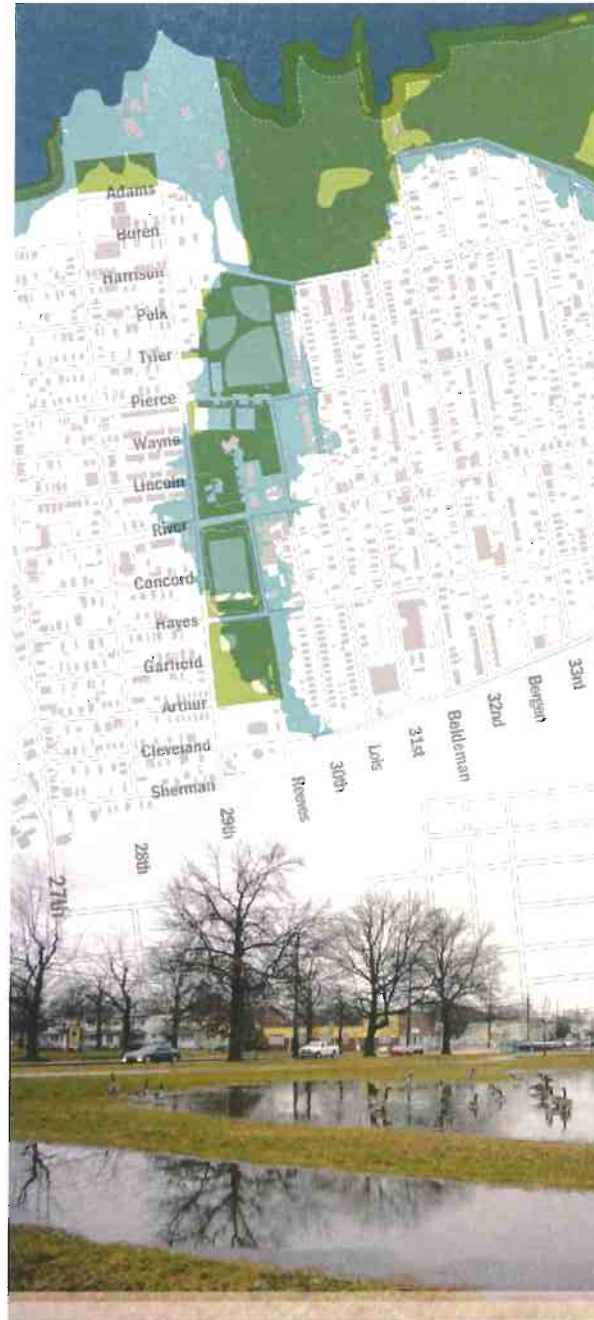 Adams
Buren
Harrison
Polk
Tyler
Pierce
Wayne
Lincoln
River
Concord
Hayes
Garfield
Arthur
Cleveland
Sherman
27th
28th
29th
Reeves
30th
Lois
31st
Beldeman
32nd
Bergen
33rd